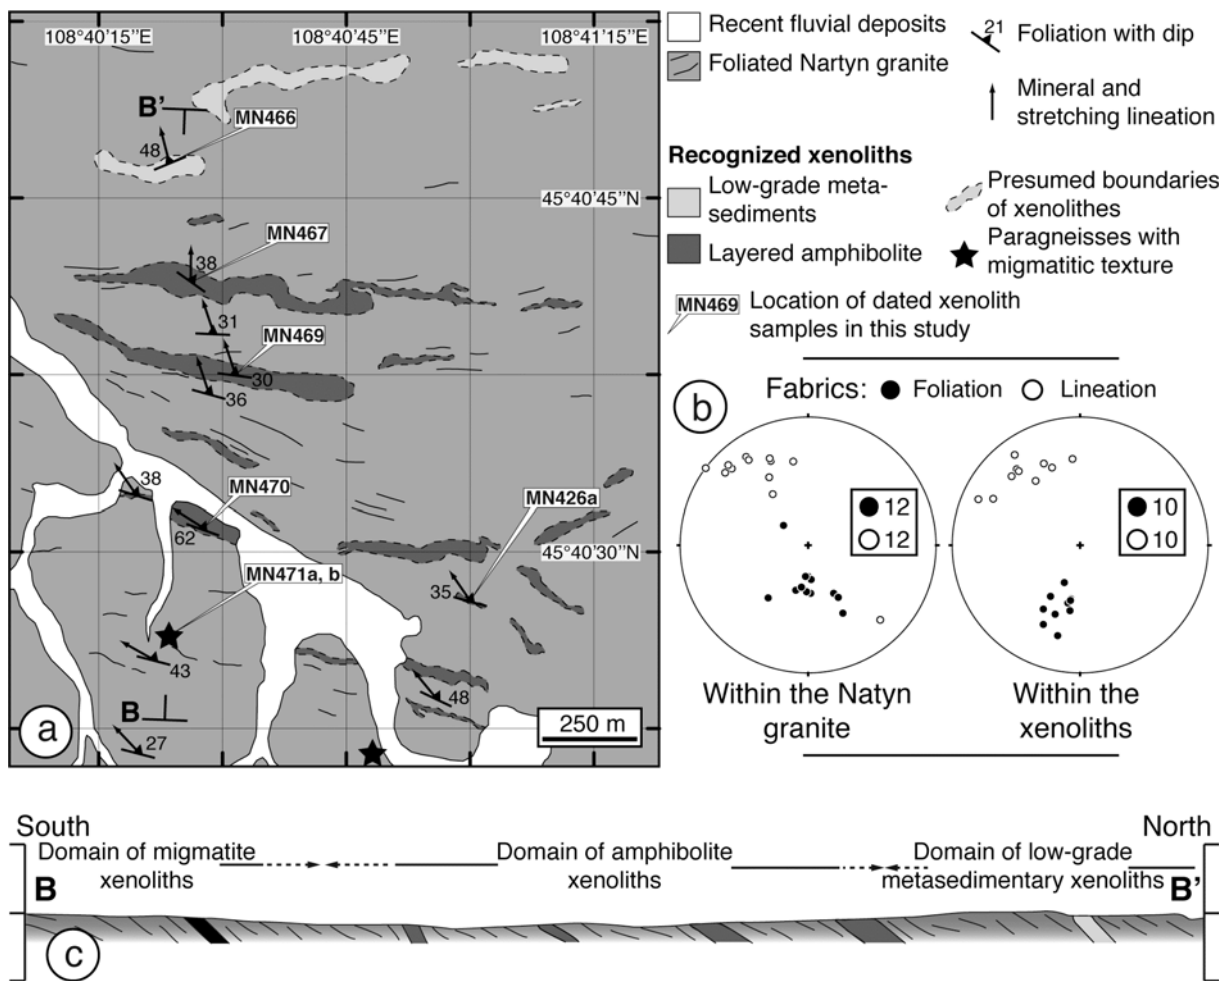 108°40'15"E
108°40'45"E
108°41'15"E
B'
MN466
48
45°40'45"N
MN467
38
31
MN469
30
36
38
MN470
62
MN426a
45°40'30"N
35
MN471a, b
43
48
B
27
a
250 m
Recent fluvial deposits
Foliated Nartyn granite
21
Foliation with dip
Mineral and
stretching lineation
Recognized xenoliths
Low-grade meta-
sediments
Layered amphibolite
Presumed boundaries
of xenolithes
Paragneisses with
migmatitic texture
MN469
Location of dated xenolith
samples in this study
b
Fabrics: Foliation Lineation
12
12
10
10
Within the Natyn
granite
Within the
xenoliths
South
North
Domain of migmatite
xenoliths
Domain of amphibolite
xenoliths
Domain of low-grade
metasedimentary xenoliths
B
B'
c